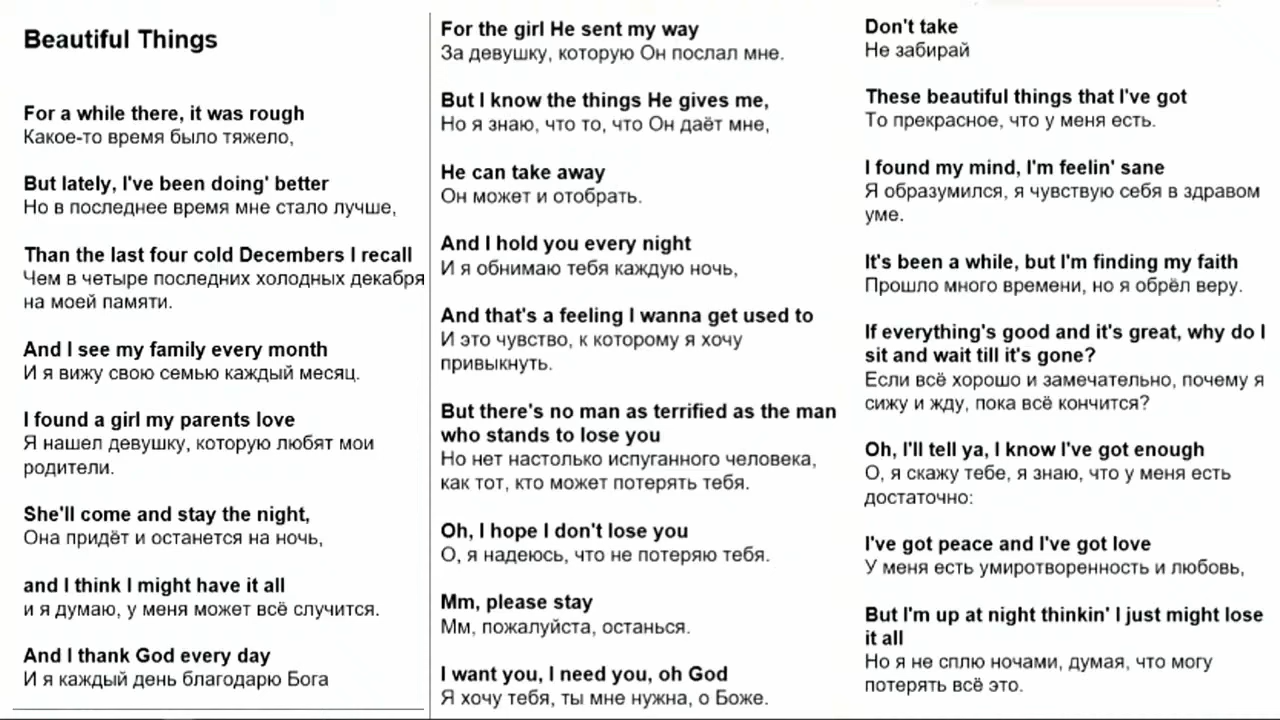 Beautiful Things
For a while there, it was rough
Какое-то время было тяжело,
But lately, I've been doing' better
Но в последнее время мне стало лучше,
Than the last four cold Decembers I recall
Чем в четыре последних холодных декабря
на моей памяти.
And I see my family every month
И я вижу свою семью каждый месяц.
I found a girl my parents love
Я нашел девушку, которую любят мои
родители.
She'll come and stay the night,
Она придёт и останется на ночь,
and I think I might have it all
и я думаю, у меня может всё случится.
And I thank God every day
И я каждый день благодарю Бога
For the girl He sent my way
За девушку, которую Он послал мне.
But I know the things He gives me,
Но я знаю, что то, что Он даёт мне,
He can take away
Он может и отобрать.
And I hold you every night
И я обнимаю тебя каждую ночь,
And that's a feeling I wanna get used to
И это чувство, к которому я хочу
привыкнуть.
But there's no man as terrified as the man
who stands to lose you
Но нет настолько испуганного человека,
как тот, кто может потерять тебя.
Oh, I hope I don't lose you
О, я надеюсь, что не потеряю тебя.
Mm, please stay
Мм, пожалуйста, останься.
I want you, I need you, oh God
Я хочу тебя, ты мне нужна, о Боже.
Don't take
Не забирай
These beautiful things that I've got
То прекрасное, что у меня есть.
I found my mind, I'm feelin' sane
Я образумился, я чувствую себя в здравом
уме.
It's been a while, but I'm finding my faith
Прошло много времени, но я обрёл веру.
If everything's good and it's great, why do I
sit and wait till it's gone?
Если всё хорошо и замечательно, почему я
сижу и жду, пока всё кончится?
Oh, I'll tell ya, I know I've got enough
О, я скажу тебе, я знаю, что у меня есть
достаточно:
I've got peace and I've got love
У меня есть умиротворенность и любовь,
But I'm up at night thinkin' I just might lose
it all
Но я не сплю ночами, думая, что могу
потерять всё это.